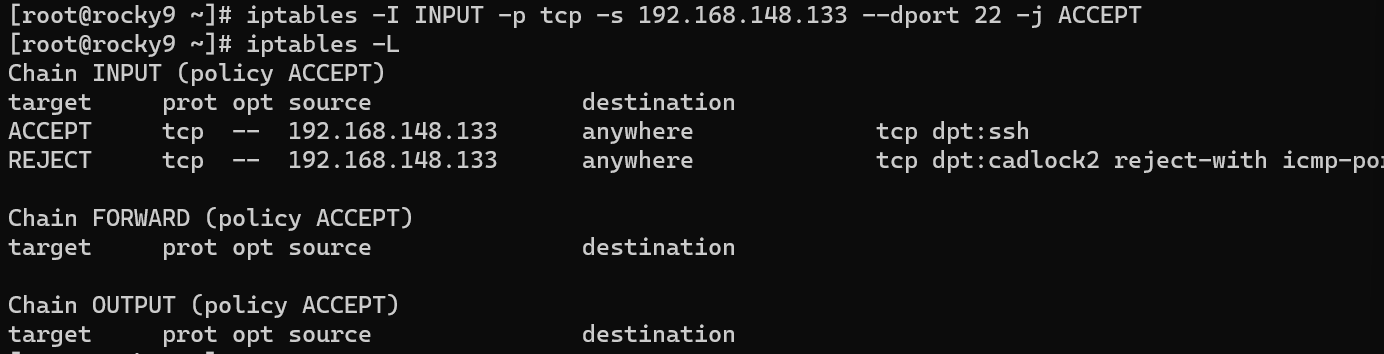 [root@rocky9 ~]# iptables -I INPUT -p tcp -s 192.168.148.133 --dport 22 -j ACCEPT
[root@rocky9 ~]# iptables -L
Chain INPUT (policy ACCEPT)
target     prot opt source               destination
ACCEPT     tcp  --  192.168.148.133      anywhere             tcp dpt:ssh
REJECT     tcp  --  192.168.148.133      anywhere             tcp dpt:cadlock2 reject-with icmp-por

Chain FORWARD (policy ACCEPT)
target     prot opt source               destination

Chain OUTPUT (policy ACCEPT)
target     prot opt source               destination